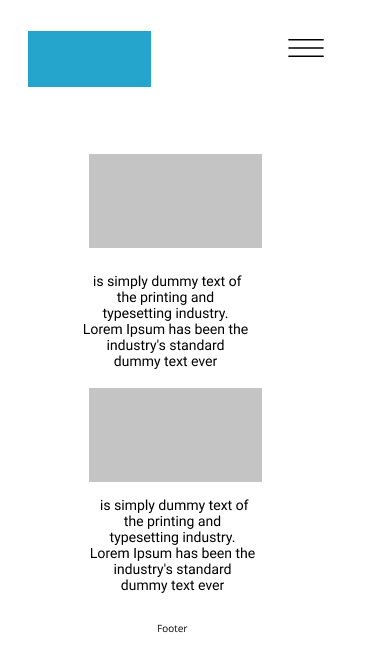 is simply dummy text of
the printing and
typesetting industry.
Lorem Ipsum has been the
industry's standard
dummy text ever
is simply dummy text of
the printing and
typesetting industry.
Lorem Ipsum has been the
industry's standard
dummy text ever
Footer